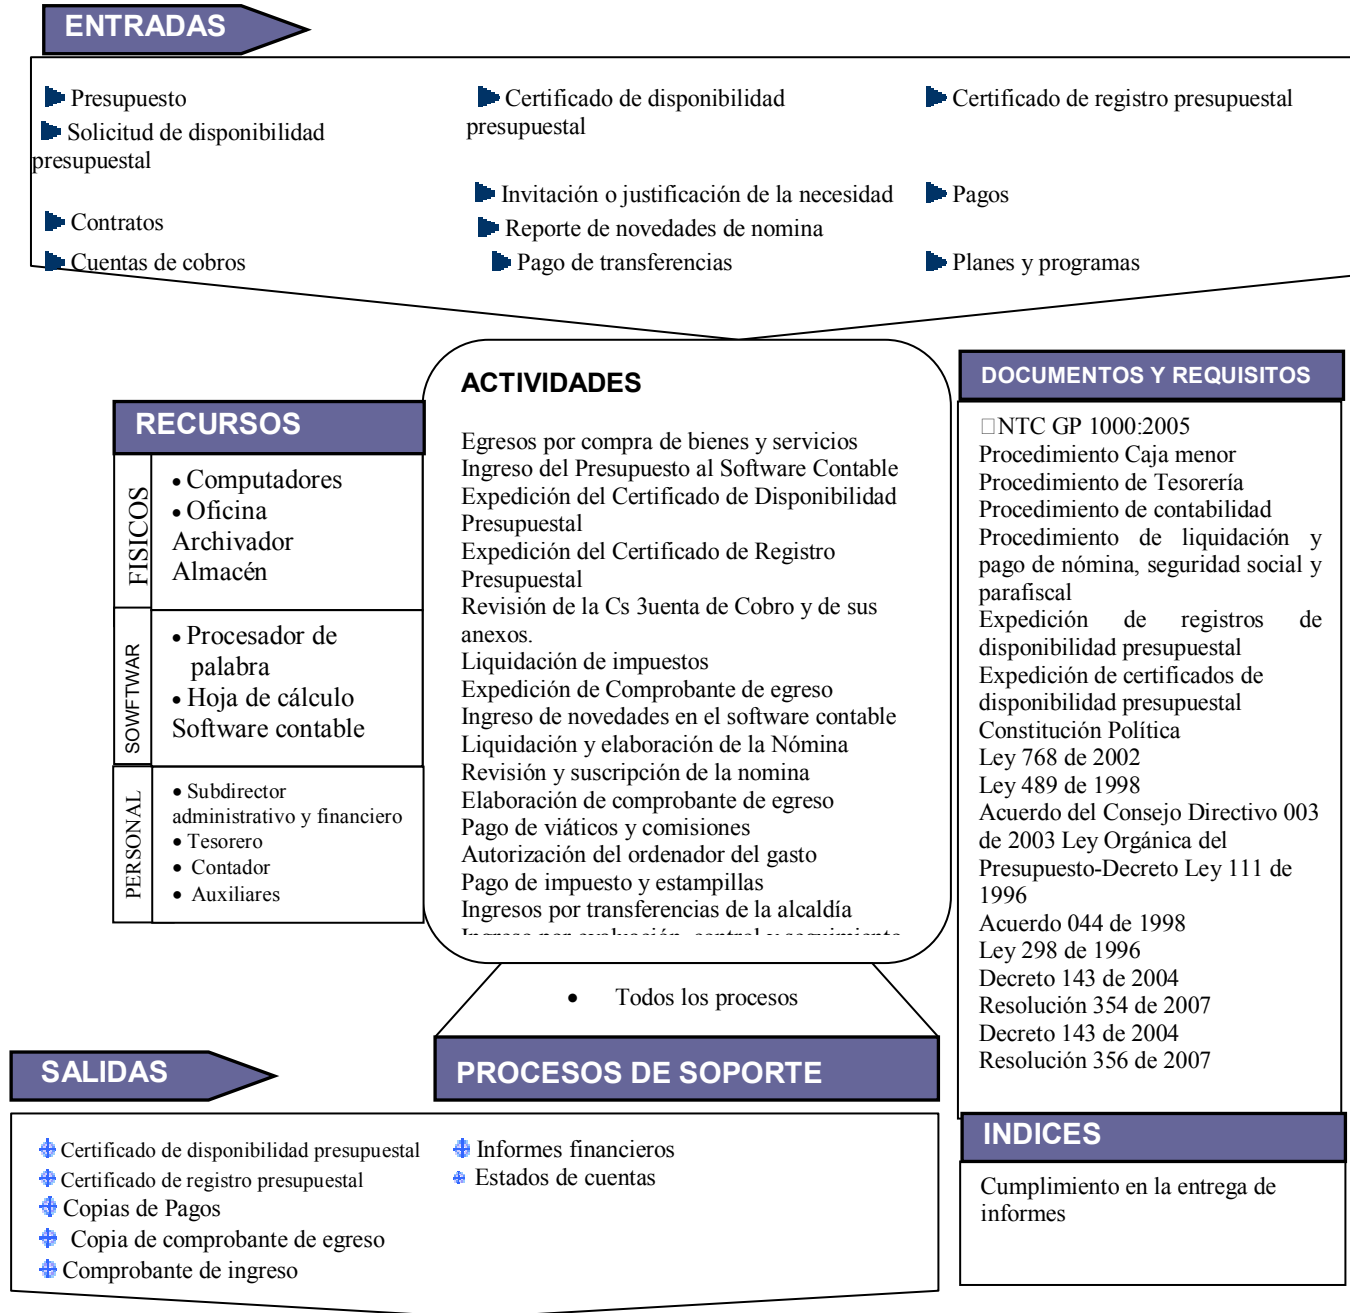 ENTRADAS
Presupuesto
Solicitud de disponibilidad
presupuestal
Contratos
Cuentas de cobros
Certificado de disponibilidad
presupuestal
Invitación o justificación de la necesidad
Reporte de novedades de nomina
Pago de transferencias
Certificado de registro presupuestal
Pagos
Planes y programas
RECURSOS
FISICOS
• Computadores
• Oficina
Archivador
Almacén
SOWFTWAR
• Procesador de
palabra
• Hoja de cálculo
Software contable
PERSONAL
• Subdirector
administrativo y financiero
• Tesorero
• Contador
• Auxiliares
ACTIVIDADES
Egresos por compra de bienes y servicios
Ingreso del Presupuesto al Software Contable
Expedición del Certificado de Disponibilidad
Presupuestal
Expedición del Certificado de Registro
Presupuestal
Revisión de la Cs 3uenta de Cobro y de sus
anexos.
Liquidación de impuestos
Expedición de Comprobante de egreso
Ingreso de novedades en el software contable
Liquidación y elaboración de la Nómina
Revisión y suscripción de la nomina
Elaboración de comprobante de egreso
Pago de viáticos y comisiones
Autorización del ordenador del gasto
Pago de impuesto y estampillas
Ingresos por transferencias de la alcaldía
Ingreso por evaluación, control y seguimiento
DOCUMENTOS Y REQUISITOS
□NTC GP 1000:2005
Procedimiento Caja menor
Procedimiento de Tesorería
Procedimiento de contabilidad
Procedimiento de liquidación y
pago de nómina, seguridad social y
parafiscal
Expedición de registros de
disponibilidad presupuestal
Expedición de certificados de
disponibilidad presupuestal
Constitución Política
Ley 768 de 2002
Ley 489 de 1998
Acuerdo del Consejo Directivo 003
de 2003 Ley Orgánica del
Presupuesto-Decreto Ley 111 de
1996
Acuerdo 044 de 1998
Ley 298 de 1996
Decreto 143 de 2004
Resolución 354 de 2007
Decreto 143 de 2004
Resolución 356 de 2007
• Todos los procesos
PROCESOS DE SOPORTE
SALIDAS
Certificado de disponibilidad presupuestal
Certificado de registro presupuestal
Copias de Pagos
Copia de comprobante de egreso
Comprobante de ingreso
Informes financieros
Estados de cuentas
INDICES
Cumplimiento en la entrega de
informes